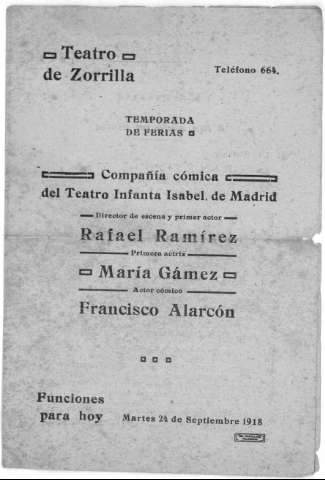 Teatro
de Zorrilla
Teléfono 664.
TEMPORADA
DE FERIAS
Compañía cómica
del Teatro Infanta Isabel, de Madrid
Director de escena y primer actor
Rafael Ramírez
Primera actriz
María Gámez
Actor cómico
Francisco Alarcón
Funciones
para hoy
Martes 24 de Septiembre 1918